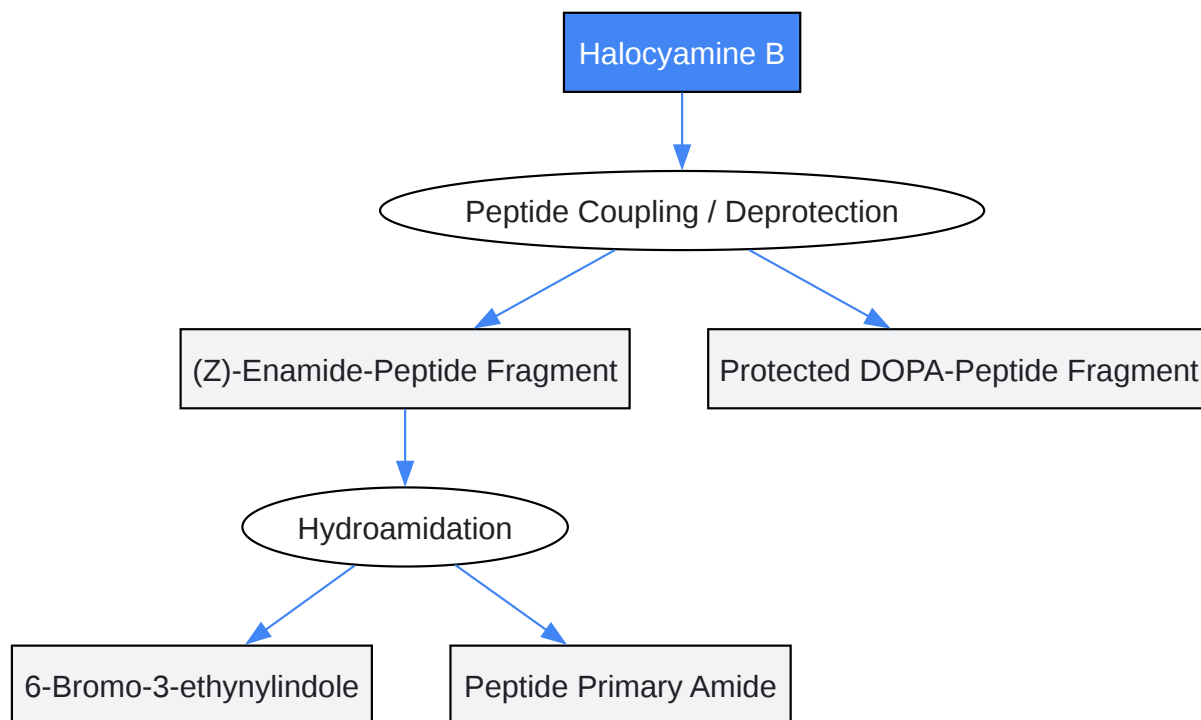 Halocyamine B
Peptide Coupling / Deprotection
(Z)-Enamide-Peptide Fragment
Protected DOPA-Peptide Fragment
Hydroamidation
6-Bromo-3-ethynylindole
Peptide Primary Amide